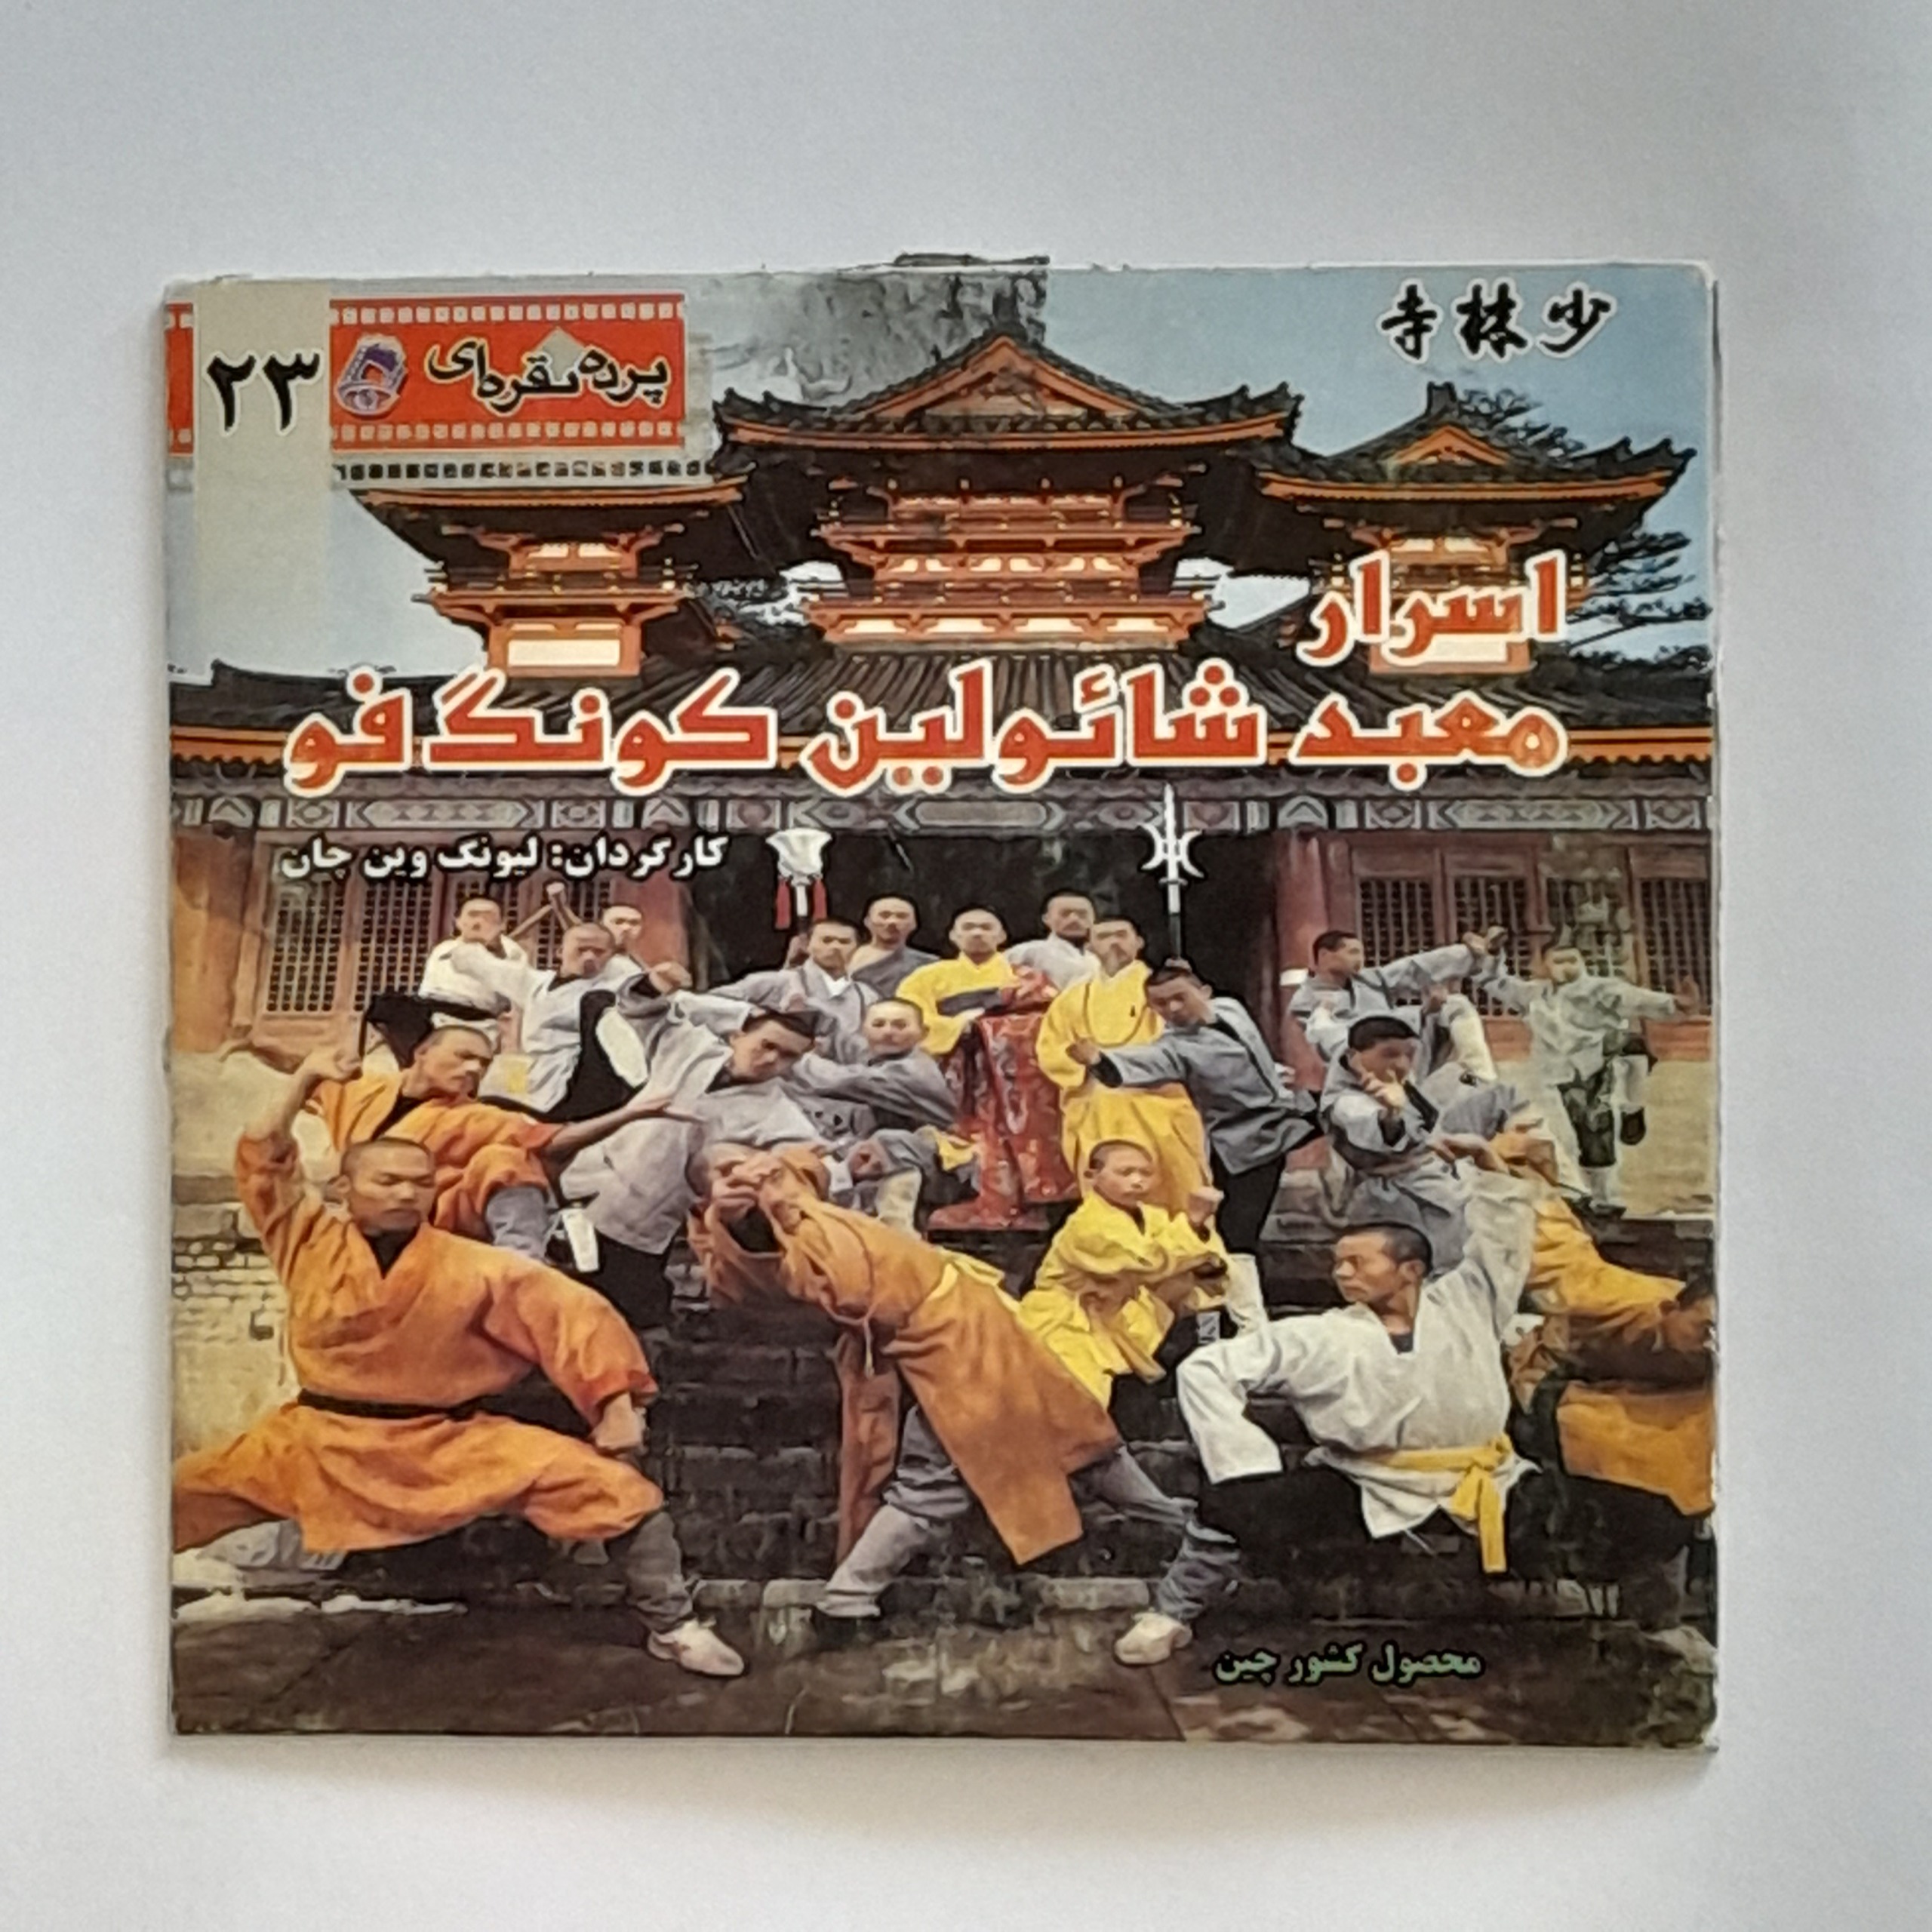 少林寺
پرده نقره‌ای
۲۳
اسرار
معبد شائولین کونگ فو
کارگردان: لیونگ وین چان
محصول کشور چین